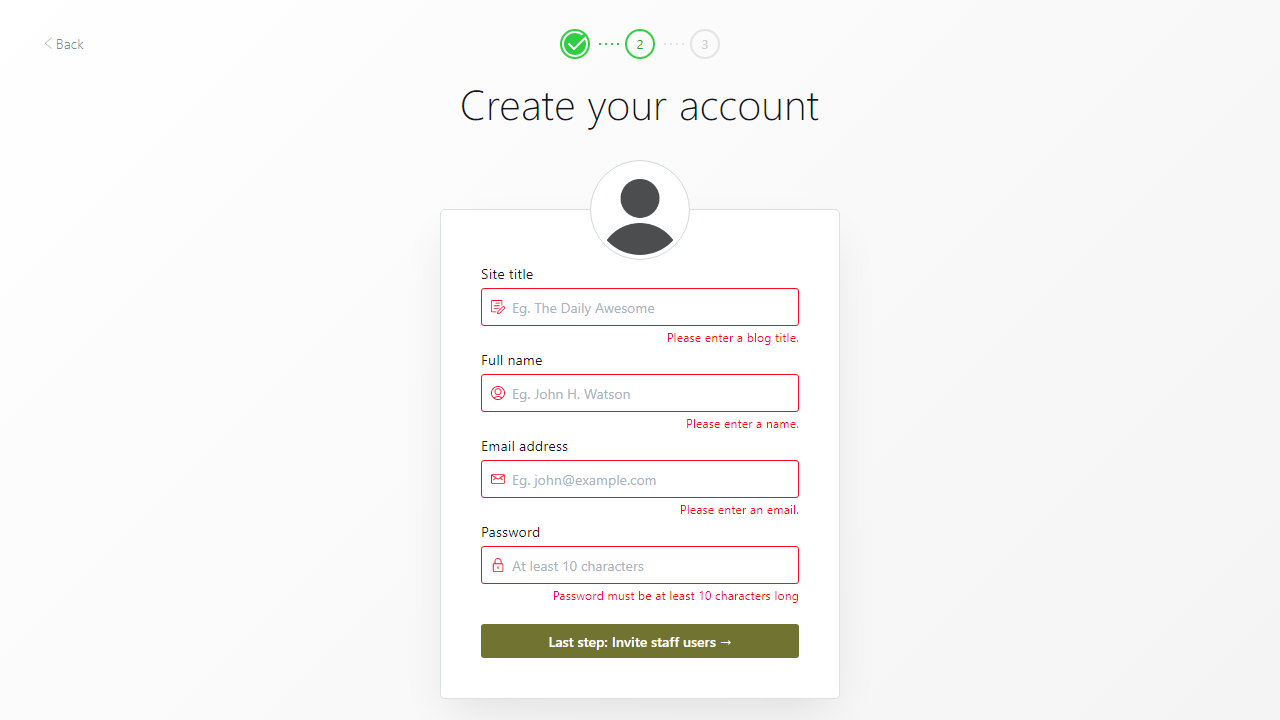 Back
2
3
Create your account
Site title
Eg. The Daily Awesome
Please enter a blog title.
Full name
Eg. John H. Watson
Please enter a name.
Email address
Eg. john@example.com
Please enter an email.
Password
At least 10 characters
Password must be at least 10 characters long
Last step: Invite staff users →